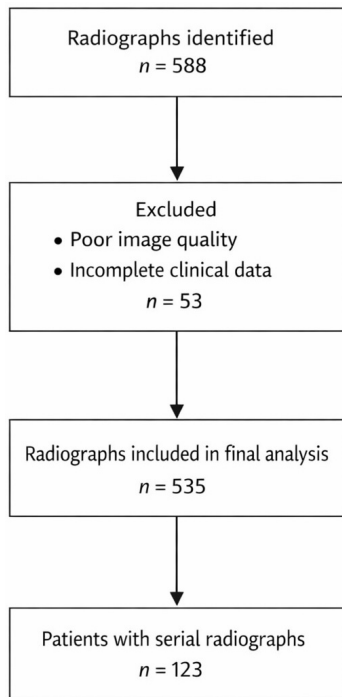 Radiographs identified
n = 588
Excluded
• Poor image quality
• Incomplete clinical data
n = 53
Radiographs included in final analysis
n = 535
Patients with serial radiographs
n = 123